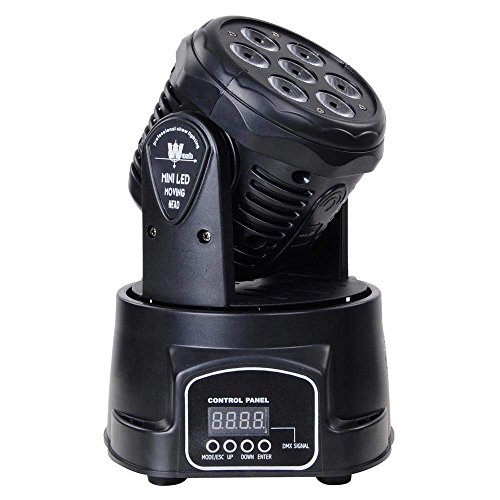 professional show lighting
MINI LED
MOVING
HEAD
CONTROL PANEL
8.8.8.8.
DMX SIGNAL
MODE/ESC UP DOWN ENTER